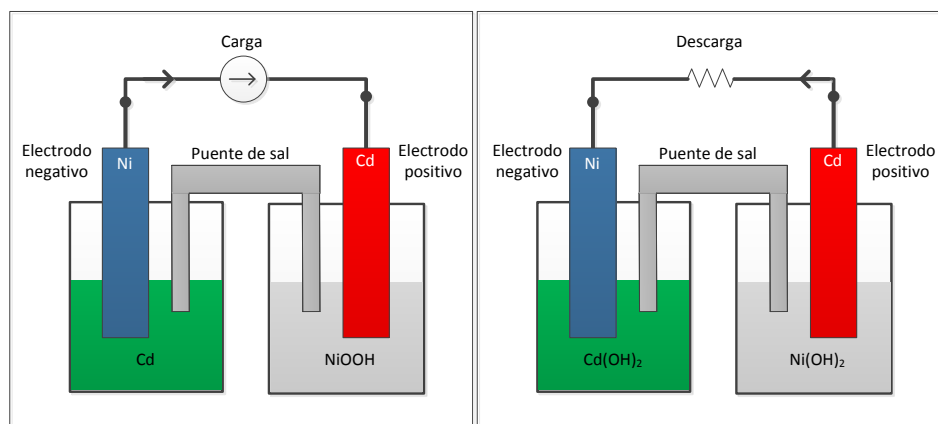 Carga
Electrodo
negativo
Ni
Puente de sal
Cd
Electrodo
positivo
Cd
NiOOH
Descarga
Electrodo
negativo
Ni
Puente de sal
Cd
Electrodo
positivo
Cd(OH)₂
Ni(OH)₂